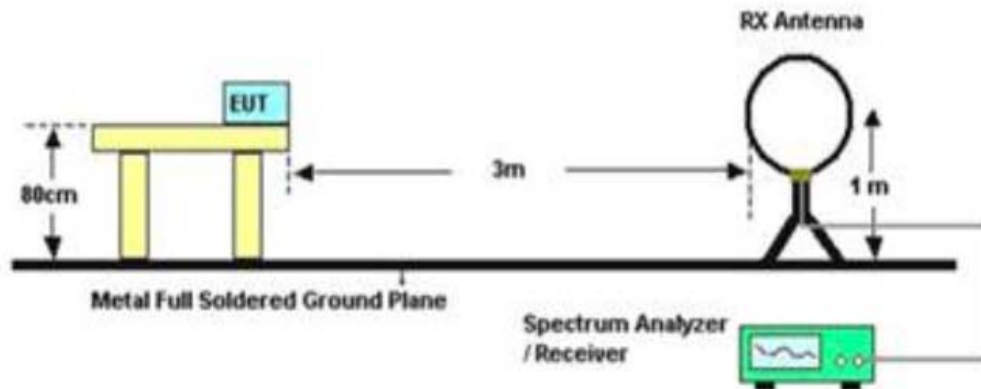 RX Antenna
EUT
80cm
3m
1 m
Metal Full Soldered Ground Plane
Spectrum Analyzer
/ Receiver